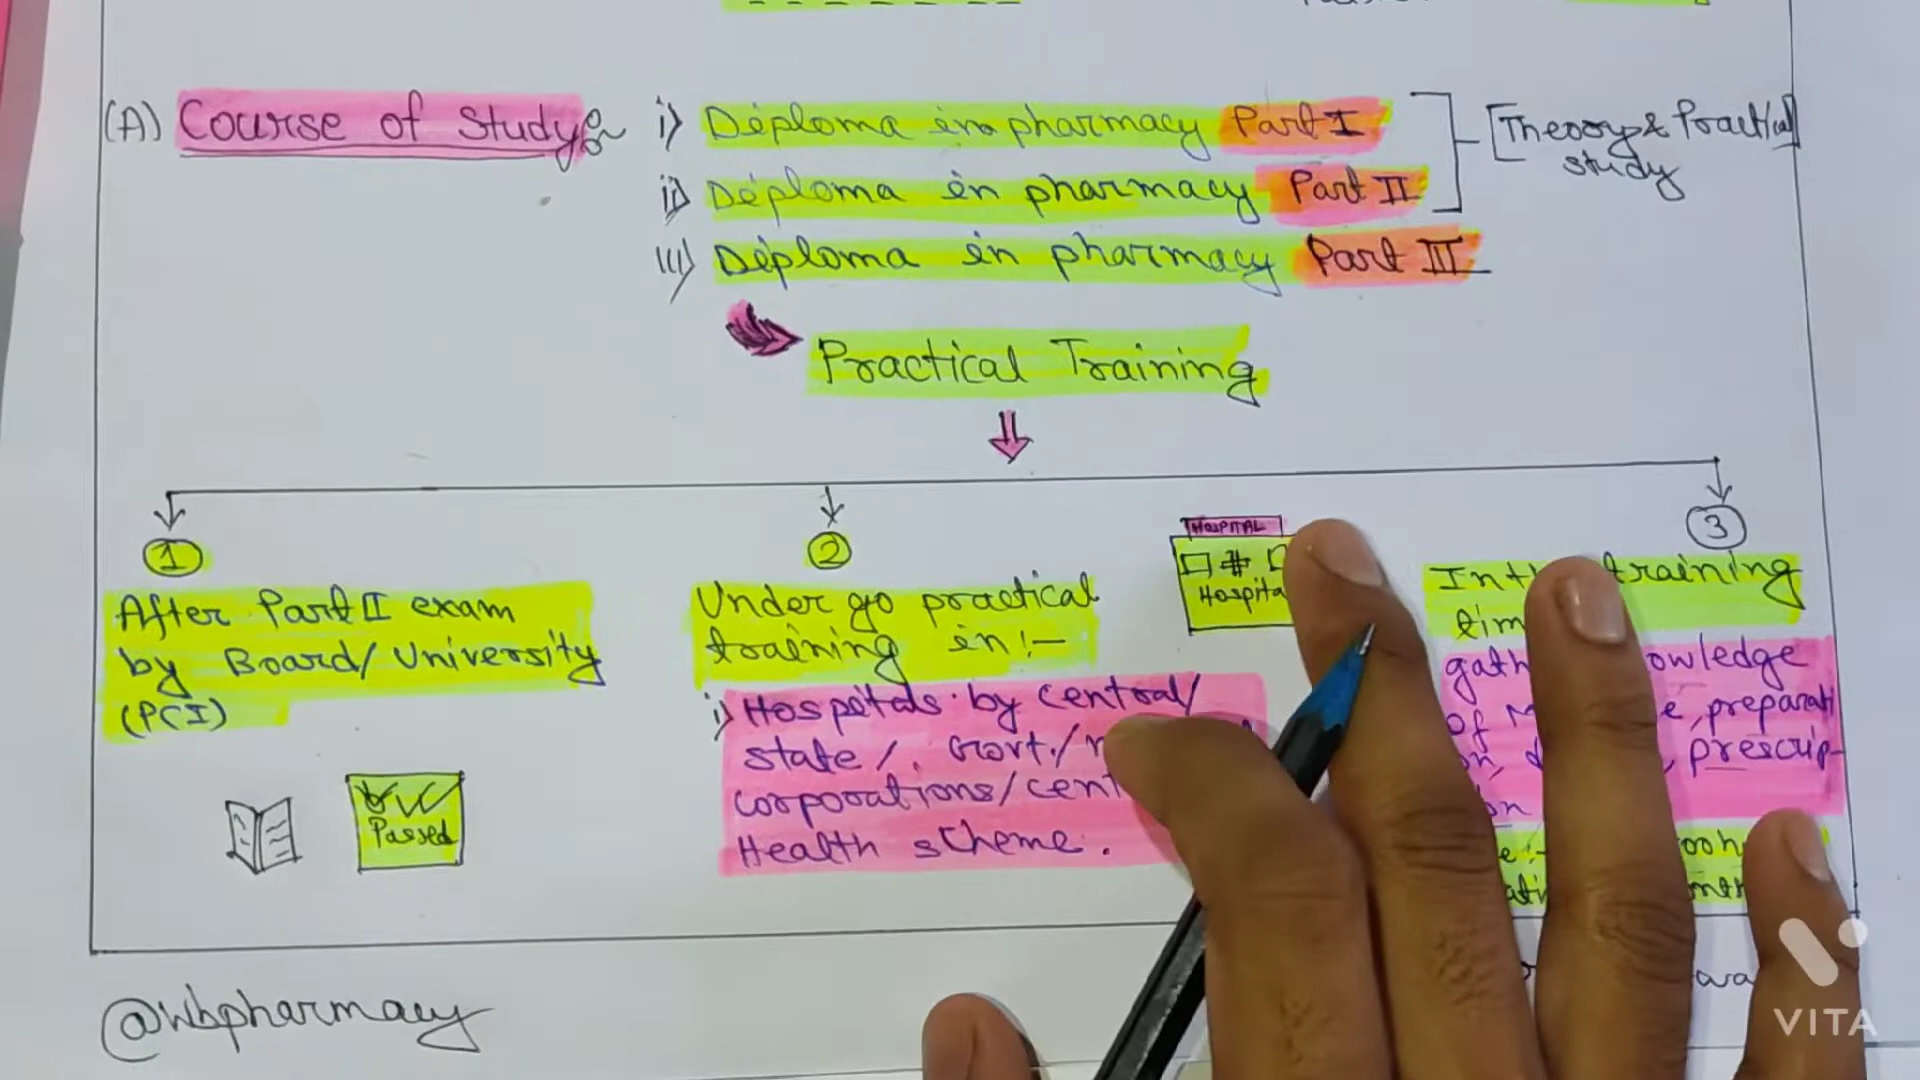 (A) Course of study
i) Diploma in pharmacy Part I
[Theory & Practical]
study
ii) Diploma in pharmacy Part II
iii) Diploma in pharmacy Part III
Practical Training
1
After Part II exam
by Board/University
(PCI)
Passed
2
Under go practical
training in:-
i) Hospitals by central/
state/. Govt./
corporations/
Health scheme.
HOSPITAL
3
training
owledge
of
preparati
on, prescrip-
@wbpharmacy
VITA